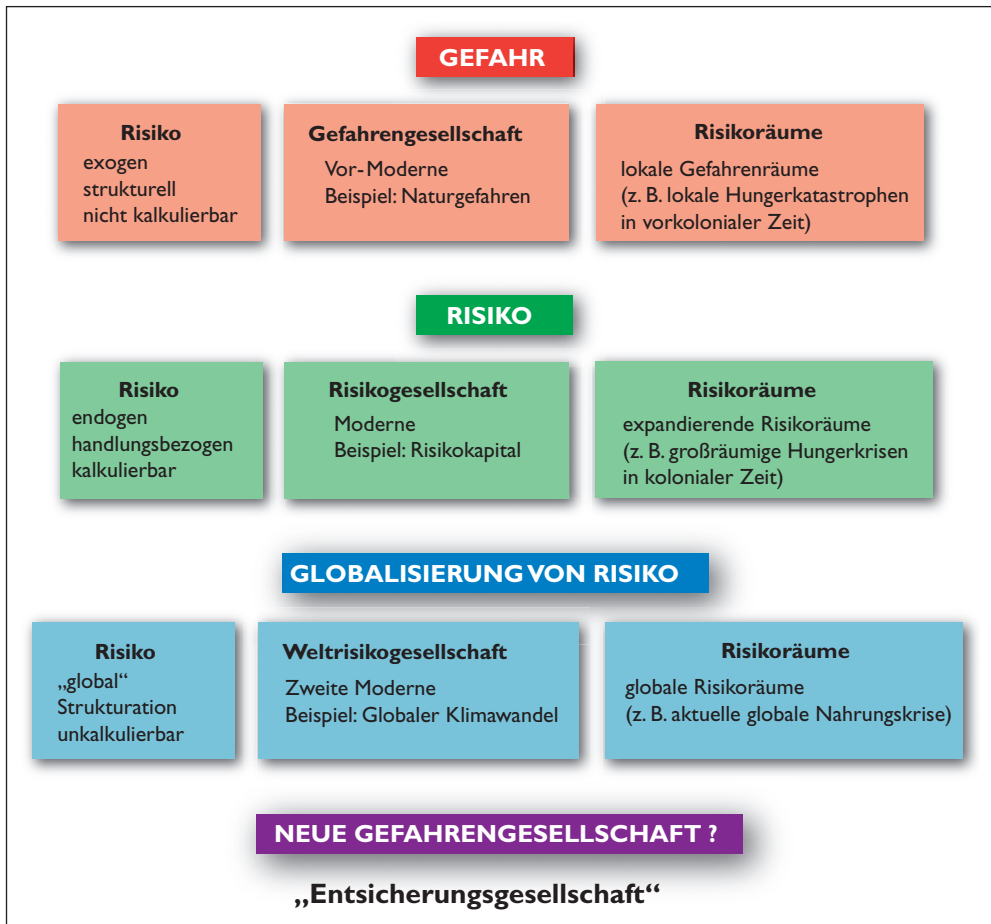 GEFAHR
Risiko
exogen
strukturell
nicht kalkulierbar
Gefahrengesellschaft
Vor-Moderne
Beispiel: Naturgefahren
Risikoräume
lokale Gefahrenräume
(z. B. lokale Hungerkatastrophen
in vorkolonialer Zeit)
RISIKO
Risiko
endogen
handlungsbezogen
kalkulierbar
Risikogesellschaft
Moderne
Beispiel: Risikokapital
Risikoräume
expandierende Risikoräume
(z. B. großräumige Hungerkrisen
in kolonialer Zeit)
GLOBALISIERUNG VON RISIKO
Risiko
„global“
Strukturation
unkalkulierbar
Weltrisikogesellschaft
Zweite Moderne
Beispiel: Globaler Klimawandel
Risikoräume
globale Risikoräume
(z. B. aktuelle globale Nahrungskrise)
NEUE GEFAHRENGESELLSCHAFT ?
„Entsicherungsgesellschaft“